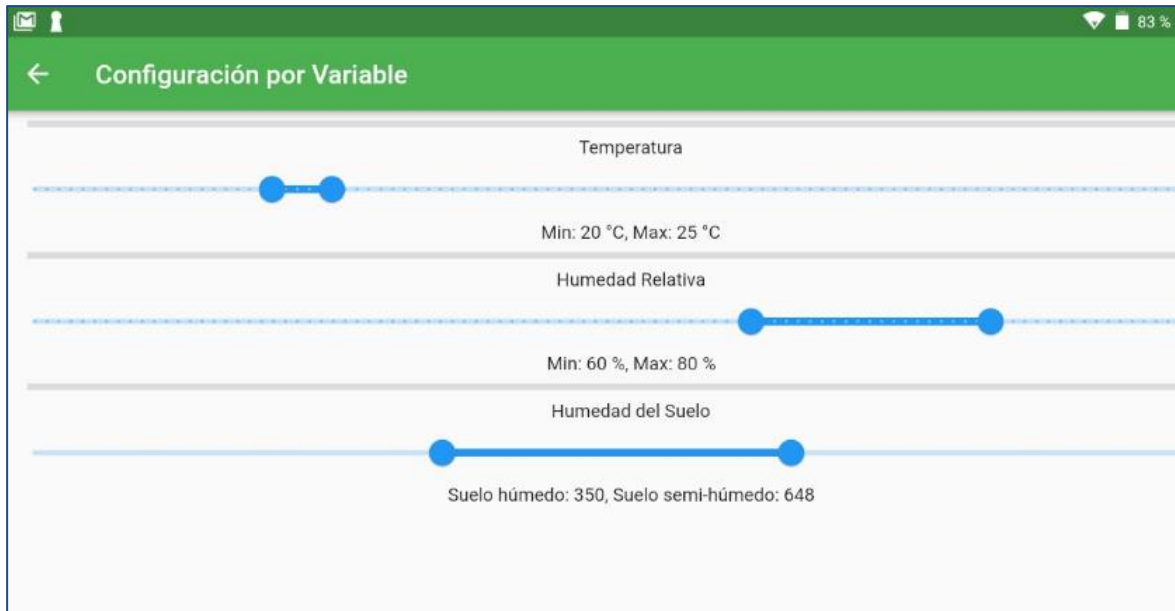 83 %
Configuración por Variable
Temperatura
Min: 20 °C, Max: 25 °C
Humedad Relativa
Min: 60 %, Max: 80 %
Humedad del Suelo
Suelo húmedo: 350, Suelo semi-húmedo: 648